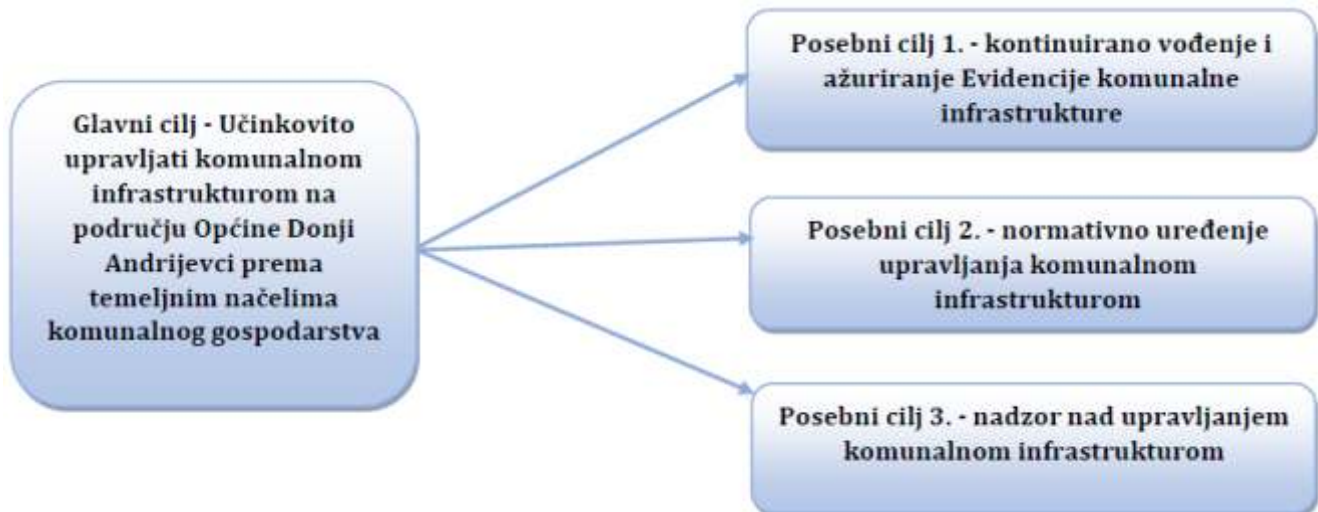 Glavni cilj - Učinkovito
upravljati komunalnom
infrastrukturom na
području Općine Donji
Andrijevci prema
temeljnim načelima
komunalnog gospodarstva
Posebni cilj 1. - kontinuirano vođenje i
ažuriranje Evidencije komunalne
infrastrukture
Posebni cilj 2. - normativno uređenje
upravljanja komunalnom
infrastrukturom
Posebni cilj 3. - nadzor nad upravljanjem
komunalnom infrastrukturom